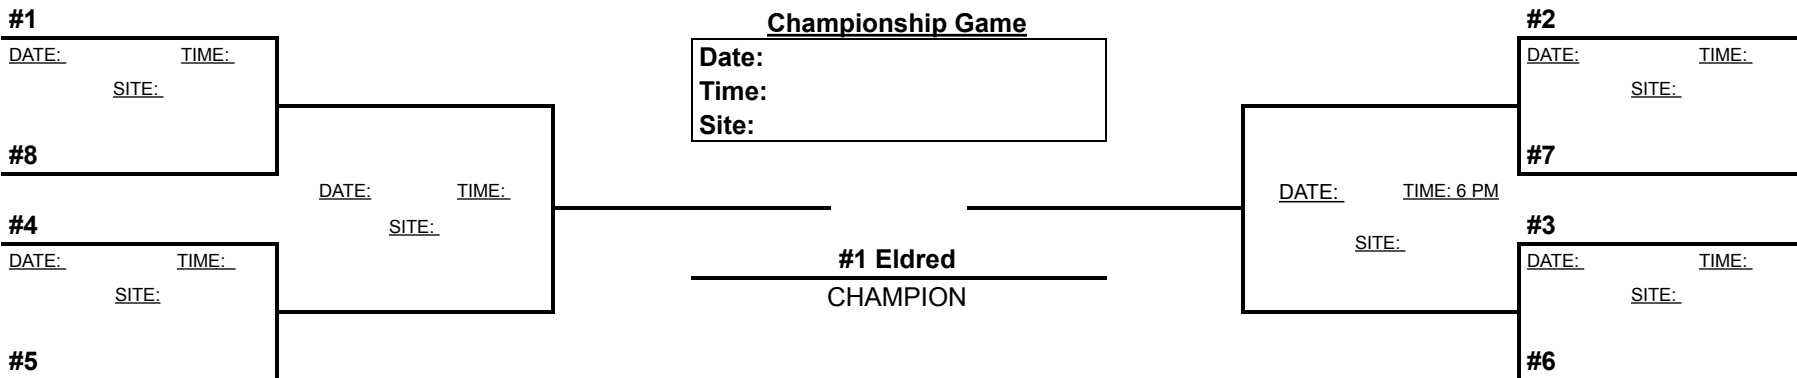 #1
DATE: TIME:
SITE:
#8
#4
DATE: TIME:
SITE:
#5
DATE: TIME:
SITE:
Championship Game
Date:
Time:
Site:
#1 Eldred
CHAMPION
DATE: TIME: 6 PM
SITE:
#2
DATE: TIME:
SITE:
#7
#3
DATE: TIME:
SITE:
#6